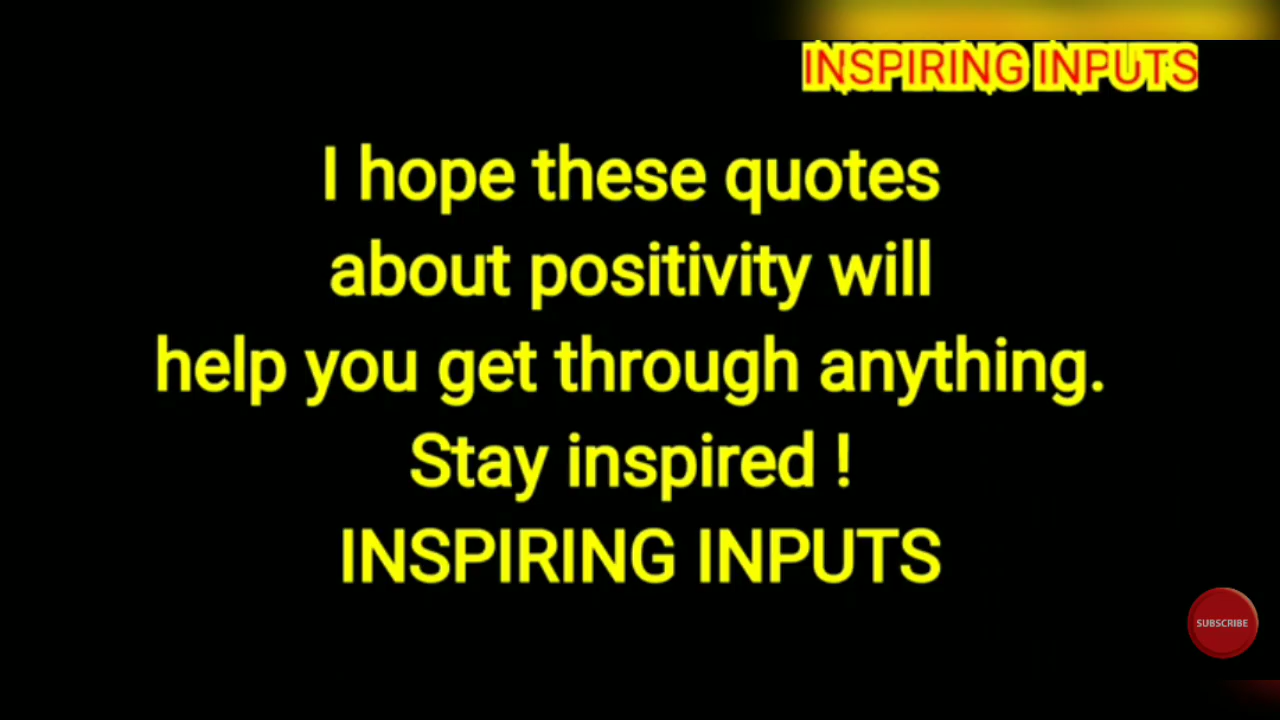 INSPIRING INPUTS
I hope these quotes
about positivity will
help you get through anything.
Stay inspired !
INSPIRING INPUTS
SUBSCRIBE